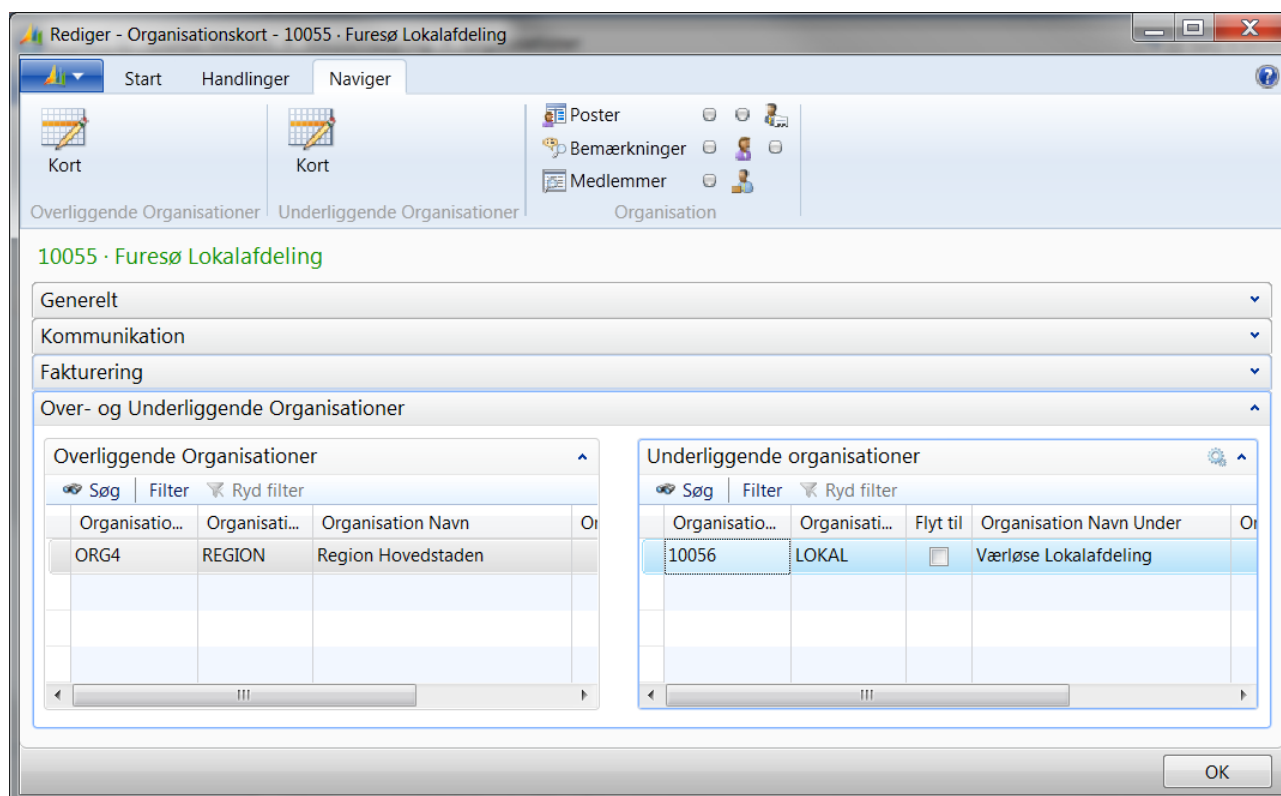 Rediger - Organisationskort - 10055 · Furesø Lokalafdeling
Start Handlinger Naviger
Kort
Overliggende Organisationer
Kort
Underliggende Organisationer
Poster
Bemærkninger
Medlemmer
Organisation
10055 · Furesø Lokalafdeling
Generelt
Kommunikation
Fakturering
Over- og Underliggende Organisationer
Overliggende Organisationer
Søg Filter Ryd filter
Organisatio... Organisati... Organisation Navn Or
ORG4 REGION Region Hovedstaden
Underliggende organisationer
Søg Filter Ryd filter
Organisatio... Organisati... Flyt til Organisation Navn Under Or
10056 LOKAL Værløse Lokalafdeling
OK